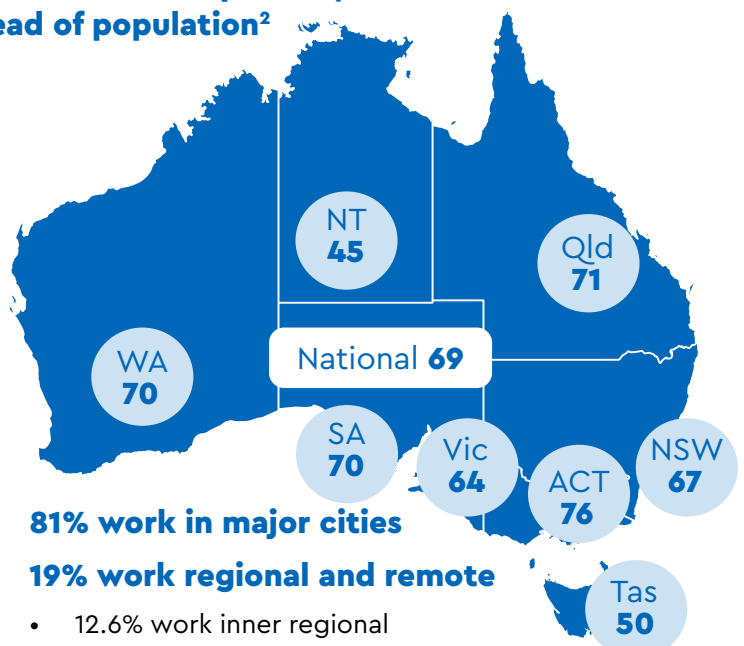 ead of population²
NT
45
Qld
71
National 69
WA
70
SA
70
Vic
64
ACT
76
NSW
67
81% work in major cities
19% work regional and remote
Tas
50
• 12.6% work inner regional